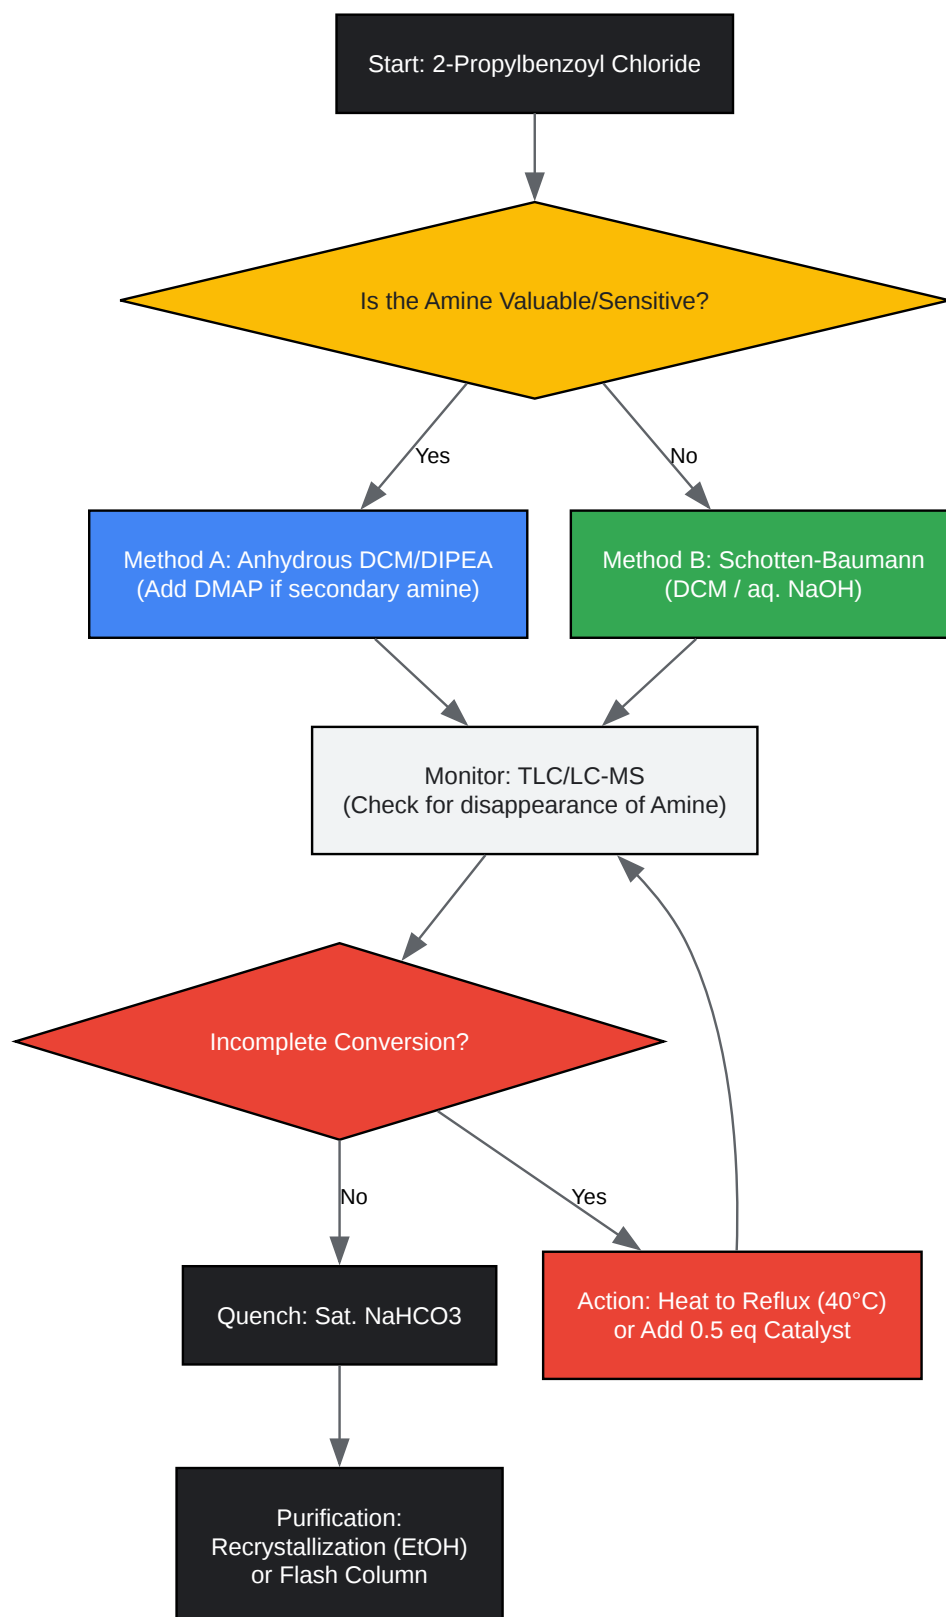 Start: 2-Propylbenzoyl Chloride
Is the Amine Valuable/Sensitive?
Yes
No
Method A: Anhydrous DCM/DIPEA
(Add DMAP if secondary amine)
Method B: Schotten-Baumann
(DCM / aq. NaOH)
Monitor: TLC/LC-MS
(Check for disappearance of Amine)
Incomplete Conversion?
No
Yes
Quench: Sat. NaHCO3
Action: Heat to Reflux (40°C)
or Add 0.5 eq Catalyst
Purification:
Recrystallization (EtOH)
or Flash Column